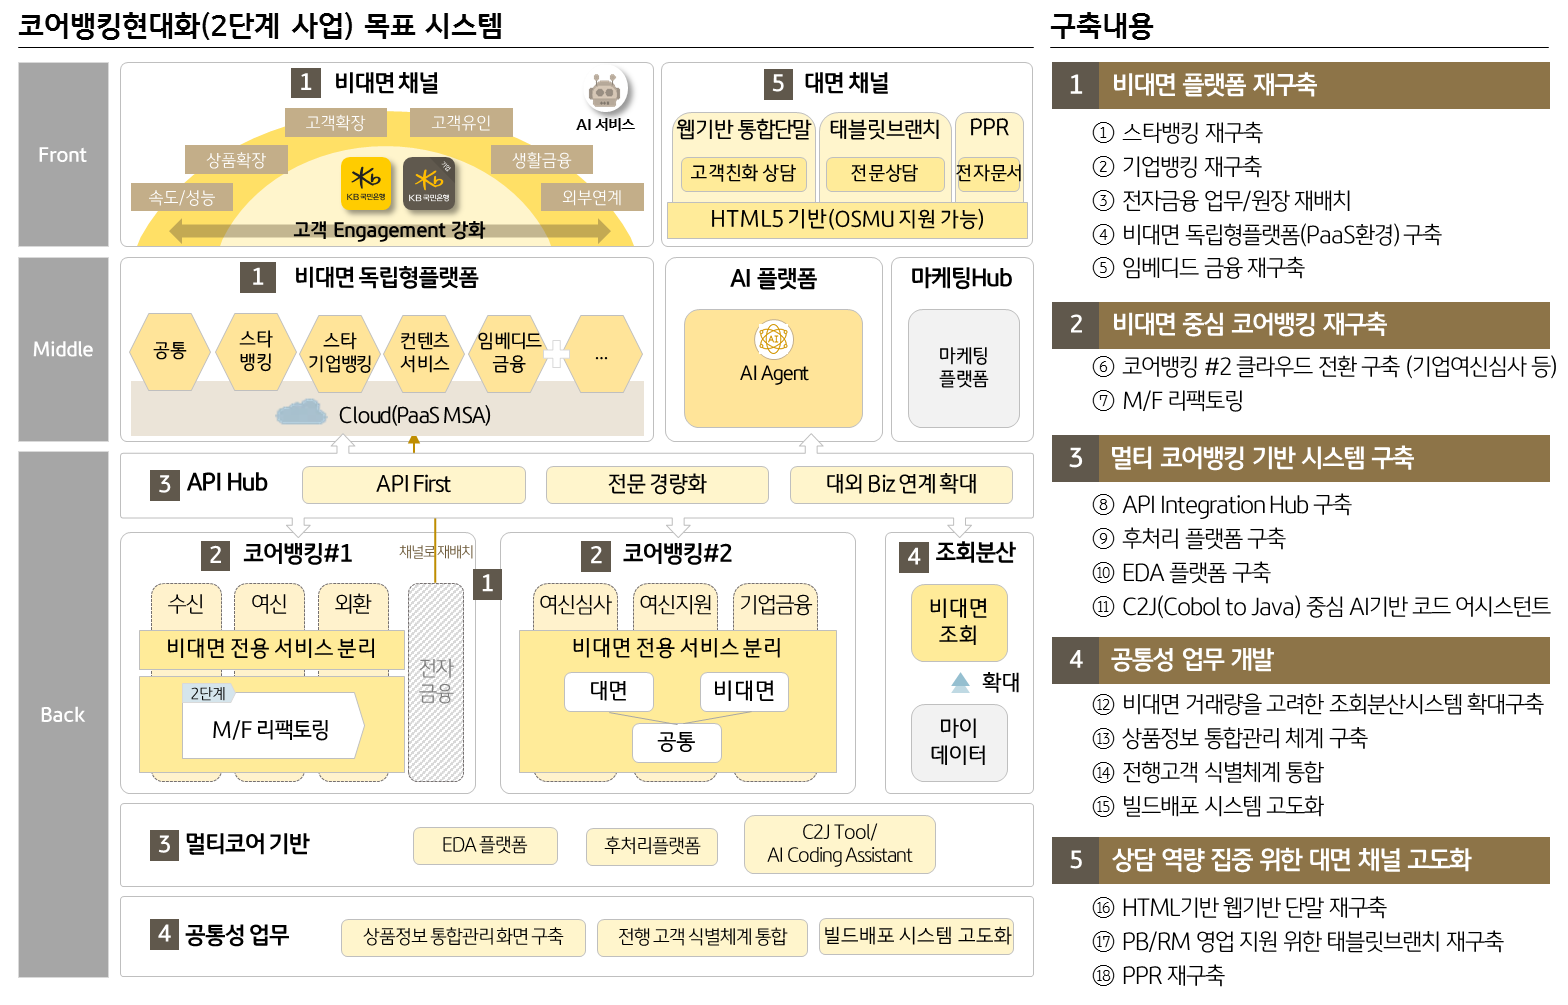 코어뱅킹현대화(2단계 사업) 목표 시스템
Front
1 비대면 채널
AI 서비스
고객확장
고객유인
상품확장
생활금융
속도/성능
외부연계
KB국민은행
기업
KB국민은행
고객 Engagement 강화
5 대면 채널
웹기반 통합단말
태블릿브랜치
PPR
고객친화 상담
전문상담
전자문서
HTML5 기반(OSMU 지원 가능)
Middle
1 비대면 독립형플랫폼
공통
스타
뱅킹
스타
기업뱅킹
컨텐츠
서비스
임베디드
금융
...
Cloud(PaaS MSA)
AI 플랫폼
AI
AI Agent
마케팅Hub
마케팅
플랫폼
Back
3 API Hub
API First
전문 경량화
대외 Biz 연계 확대
2 코어뱅킹#1
채널로 재배치
1
수신
여신
외환
비대면 전용 서비스 분리
2단계
M/F 리팩토링
전자
금융
2 코어뱅킹#2
여신심사
여신지원
기업금융
비대면 전용 서비스 분리
대면
비대면
공통
4 조회분산
비대면
조회
확대
마이
데이터
3 멀티코어 기반
EDA 플랫폼
후처리플랫폼
C2J Tool/
AI Coding Assistant
4 공통성 업무
상품정보 통합관리 화면 구축
전행 고객 식별체계 통합
빌드배포 시스템 고도화
구축내용
1 비대면 플랫폼 재구축
① 스타뱅킹 재구축
② 기업뱅킹 재구축
③ 전자금융 업무/원장 재배치
④ 비대면 독립형플랫폼(PaaS환경) 구축
⑤ 임베디드 금융 재구축
2 비대면 중심 코어뱅킹 재구축
⑥ 코어뱅킹 #2 클라우드 전환 구축 (기업여신심사 등)
⑦ M/F 리팩토링
3 멀티 코어뱅킹 기반 시스템 구축
⑧ API Integration Hub 구축
⑨ 후처리 플랫폼 구축
⑩ EDA 플랫폼 구축
⑪ C2J(Cobol to Java) 중심 AI기반 코드 어시스턴트
4 공통성 업무 개발
⑫ 비대면 거래량을 고려한 조회분산시스템 확대구축
⑬ 상품정보 통합관리 체계 구축
⑭ 전행고객 식별체계 통합
⑮ 빌드배포 시스템 고도화
5 상담 역량 집중 위한 대면 채널 고도화
⑯ HTML기반 웹기반 단말 재구축
⑰ PB/RM 영업 지원 위한 태블릿브랜치 재구축
⑱ PPR 재구축